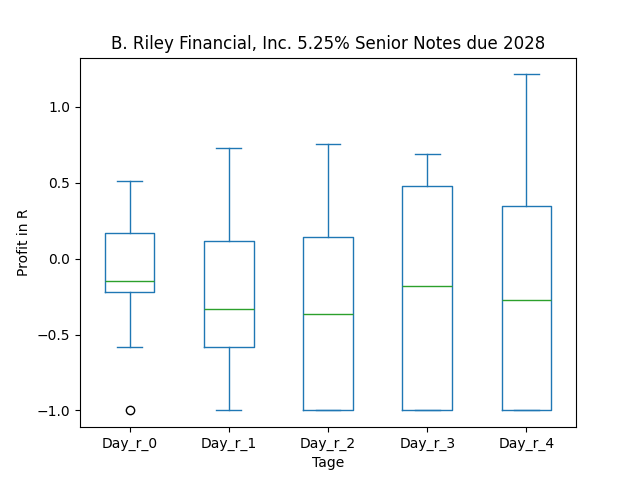 B. Riley Financial, Inc. 5.25% Senior Notes due 2028
Profit in R
1.0
0.5
0.0
−0.5
−1.0
Day_r_0 Day_r_1 Day_r_2 Day_r_3 Day_r_4
Tage